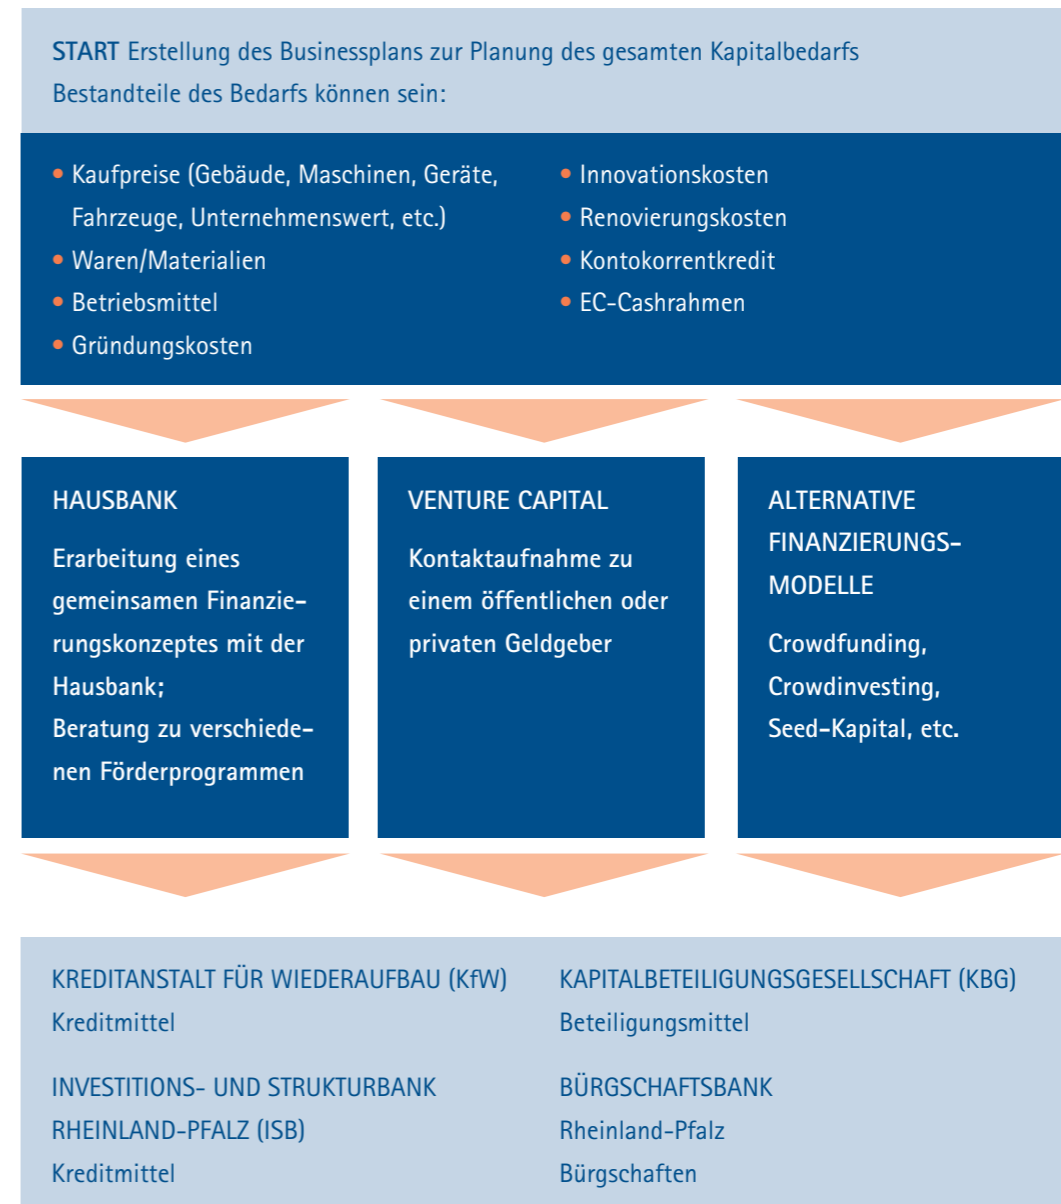 START Erstellung des Businessplans zur Planung des gesamten Kapitalbedarfs
Bestandteile des Bedarfs können sein:
• Kaufpreise (Gebäude, Maschinen, Geräte,
Fahrzeuge, Unternehmenswert, etc.)
• Waren/Materialien
• Betriebsmittel
• Gründungskosten
• Innovationskosten
• Renovierungskosten
• Kontokorrentkredit
• EC-Cashrahmen
HAUSBANK
Erarbeitung eines
gemeinsamen Finanzie-
rungskonzeptes mit der
Hausbank;
Beratung zu verschiede-
nen Förderprogrammen
VENTURE CAPITAL
Kontaktaufnahme zu
einem öffentlichen oder
privaten Geldgeber
ALTERNATIVE
FINANZIERUNGS-
MODELLE
Crowdfunding,
Crowdinvesting,
Seed-Kapital, etc.
KREDITANSTALT FÜR WIEDERAUFBAU (KfW)
Kreditmittel
INVESTITIONS- UND STRUKTURBANK
RHEINLAND-PFALZ (ISB)
Kreditmittel
KAPITALBETEILIGUNGSGESELLSCHAFT (KBG)
Beteiligungsmittel
BÜRGSCHAFTSBANK
Rheinland-Pfalz
Bürgschaften